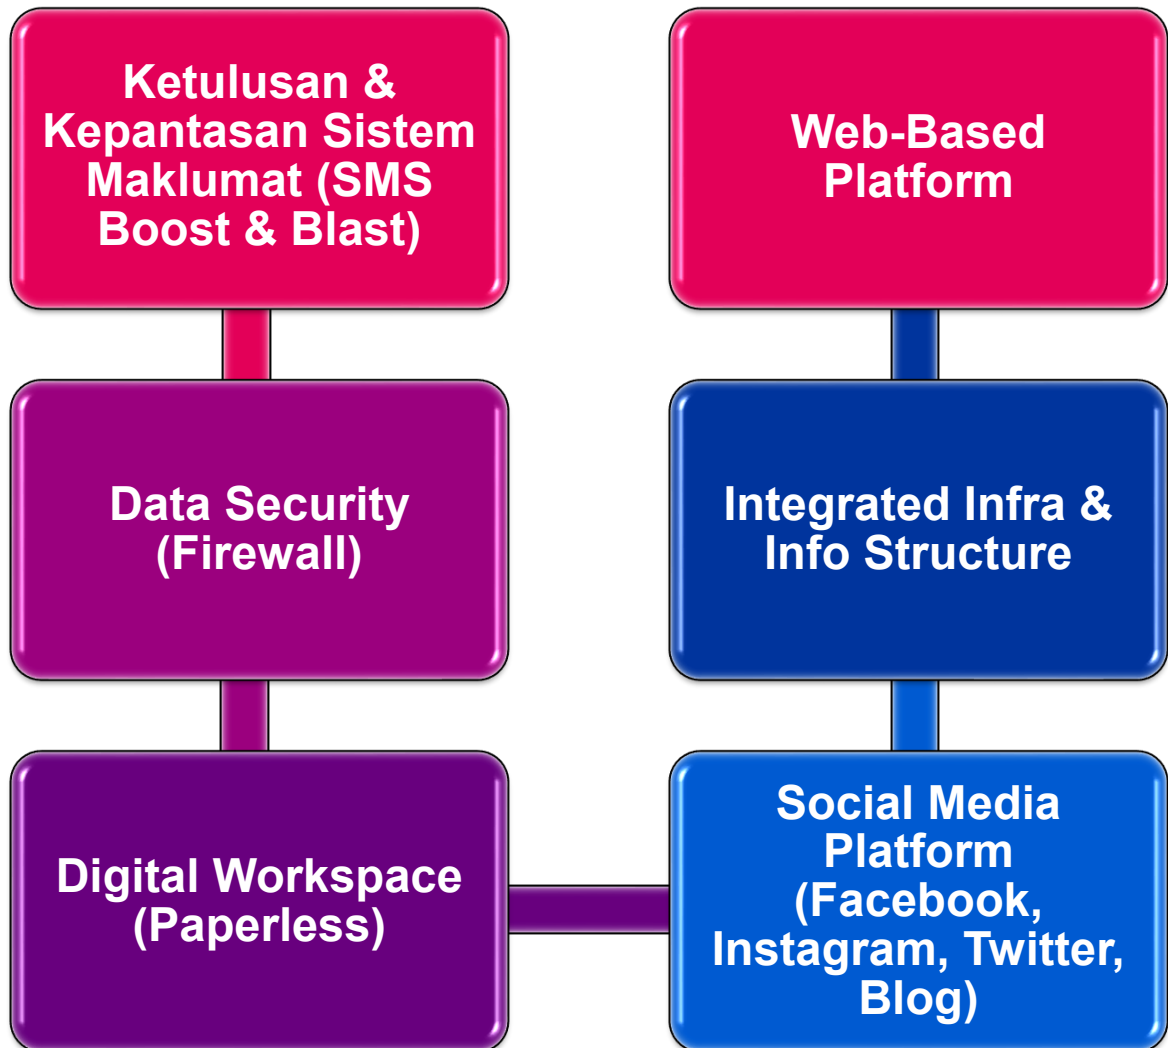 Ketulusan &
Kepantasan Sistem
Maklumat (SMS
Boost & Blast)
Data Security
(Firewall)
Digital Workspace
(Paperless)
Social Media
Platform
(Facebook,
Instagram, Twitter,
Blog)
Integrated Infra &
Info Structure
Web-Based
Platform